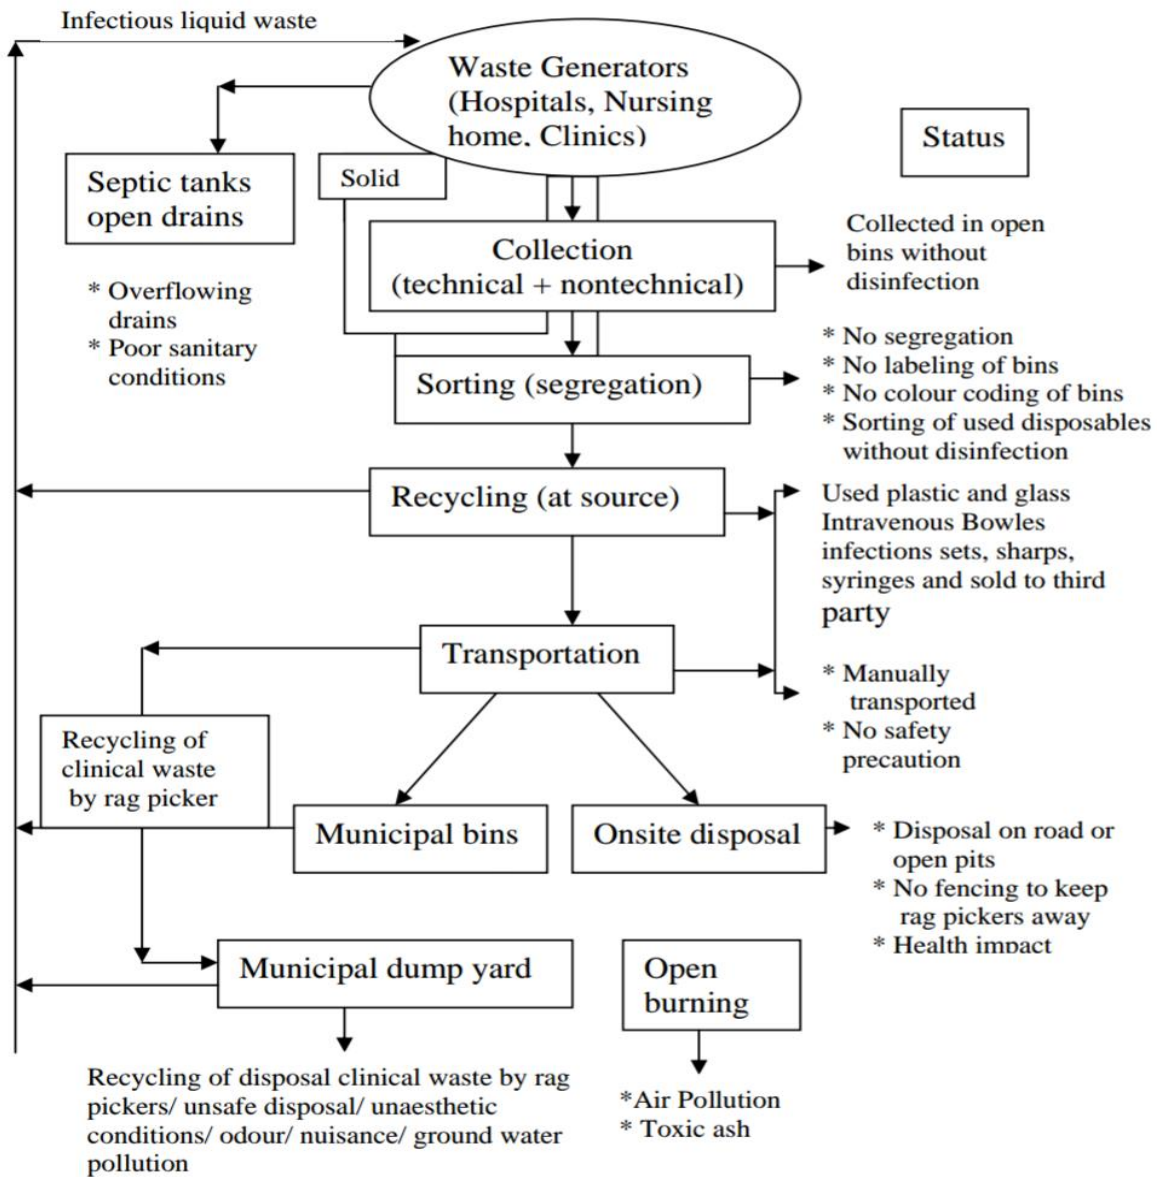 Infectious liquid waste
Waste Generators
(Hospitals, Nursing
home, Clinics)
Status
Septic tanks
open drains
Solid
* Overflowing
drains
* Poor sanitary
conditions
Collection
(technical + nontechnical)
Collected in open
bins without
disinfection
Sorting (segregation)
* No segregation
* No labeling of bins
* No colour coding of bins
* Sorting of used disposables
without disinfection
Recycling (at source)
Used plastic and glass
Intravenous Bowles
infections sets, sharps,
syringes and sold to third
party
Transportation
* Manually
transported
* No safety
precaution
Recycling of
clinical waste
by rag picker
Municipal bins
Onsite disposal
* Disposal on road or
open pits
* No fencing to keep
rag pickers away
* Health impact
Municipal dump yard
Open
burning
Recycling of disposal clinical waste by rag
pickers/ unsafe disposal/ unaesthetic
conditions/ odour/ nuisance/ ground water
pollution
*Air Pollution
* Toxic ash